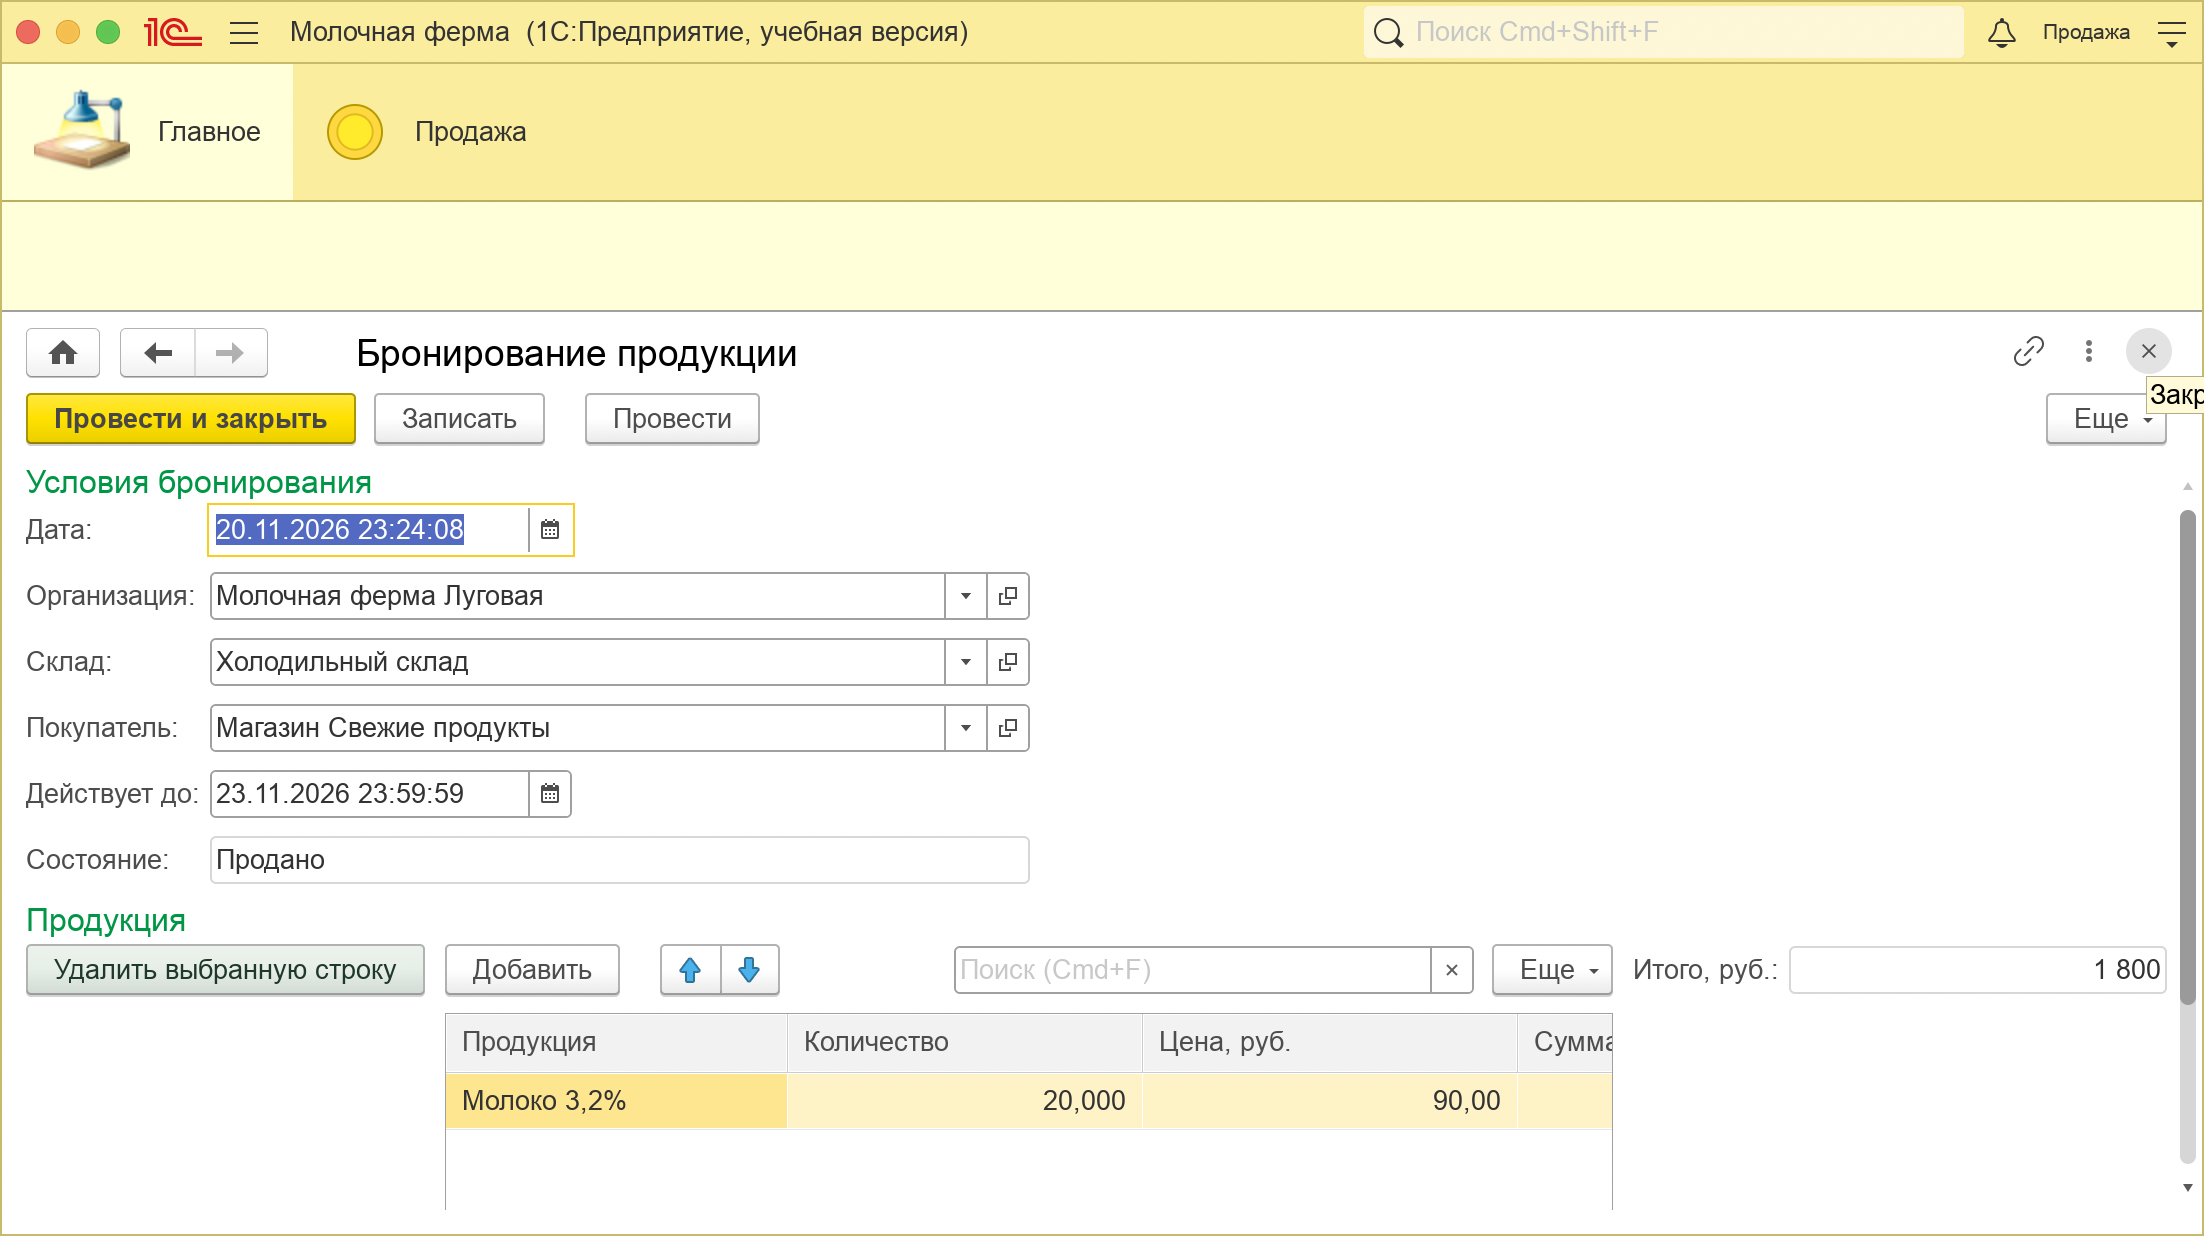 1С Молочная ферма (1С:Предприятие, учебная версия) Поиск Cmd+Shift+F Продажа
Главное Продажа
Бронирование продукции
Закр
Провести и закрыть Записать Провести Еще
Условия бронирования
Дата: 20.11.2026 23:24:08
Организация: Молочная ферма Луговая
Склад: Холодильный склад
Покупатель: Магазин Свежие продукты
Действует до: 23.11.2026 23:59:59
Состояние: Продано
Продукция
Удалить выбранную строку Добавить Поиск (Cmd+F) × Еще Итого, руб.: 1 800
Продукция Количество Цена, руб. Сумма
Молоко 3,2% 20,000 90,00